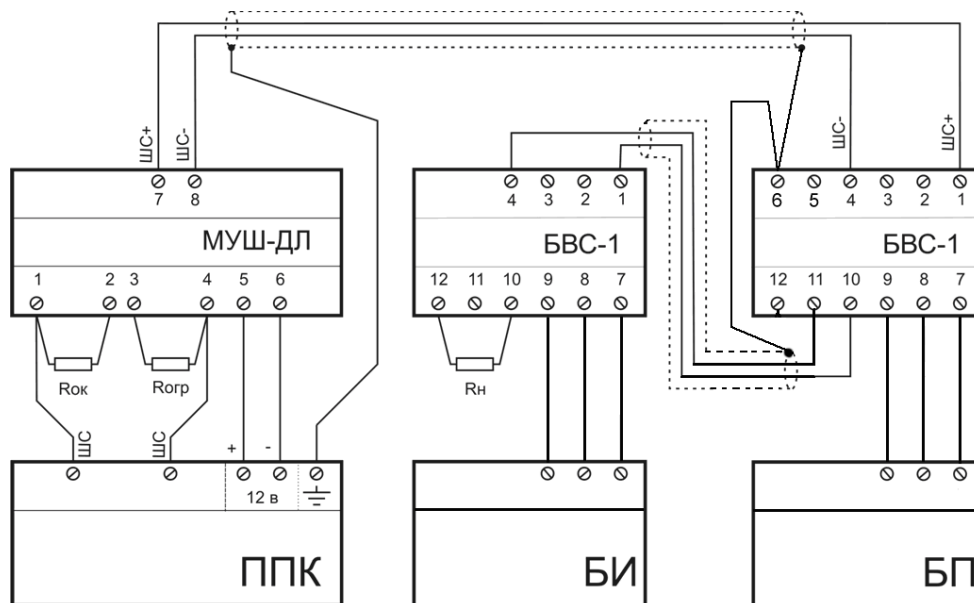 ШС+
ШС-
ШС-
ШС+
7 8
4 3 2 1
6 5 4 3 2 1
МУШ-ДЛ
БВС-1
БВС-1
1 2 3 4 5 6
12 11 10 9 8 7
12 11 10 9 8 7
Rок
Rогр
Rн
ШС
ШС
+ -
12 в
ППК
БИ
БП